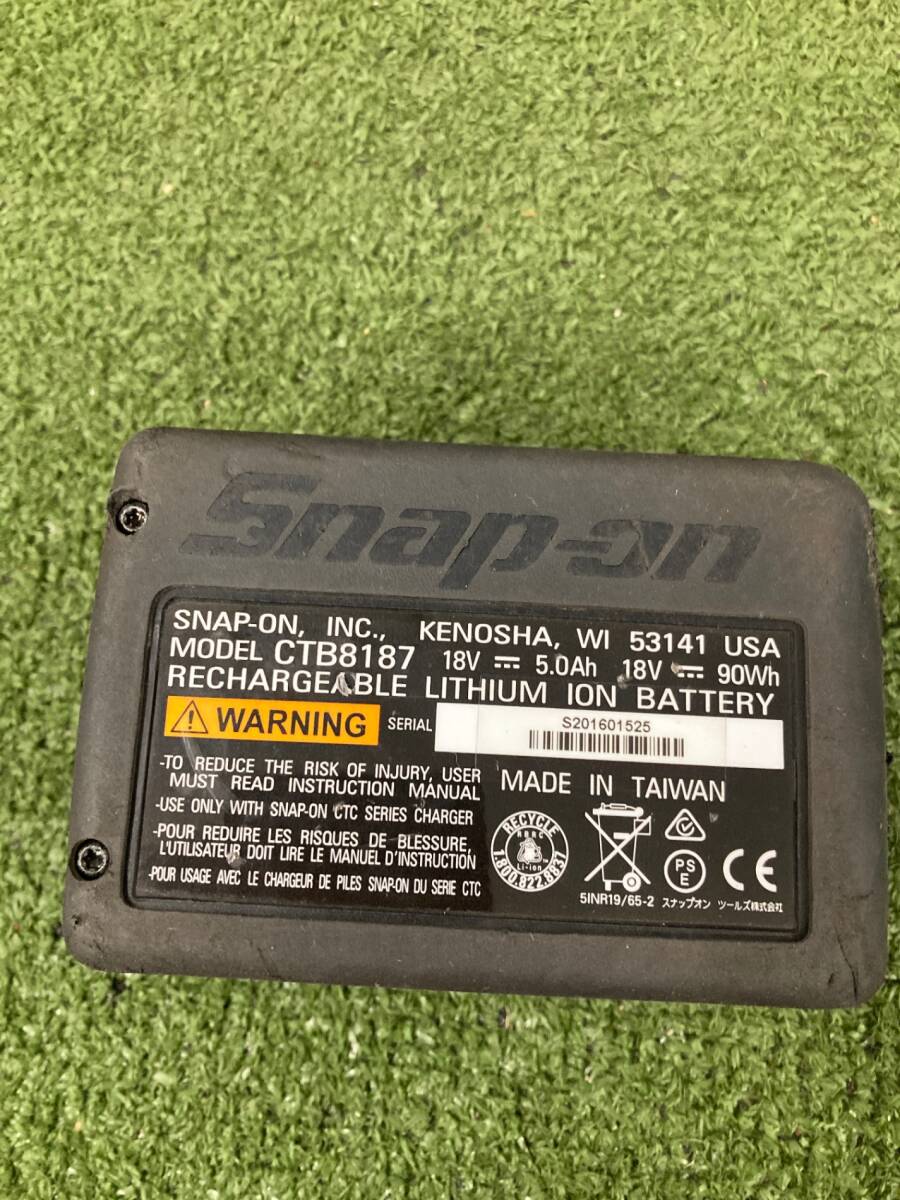 Snap-on
SNAP-ON, INC., KENOSHA, WI 53141 USA
MODEL CTB8187 18V ⎓ 5.0Ah 18V ⎓ 90Wh
RECHARGEABLE LITHIUM ION BATTERY
⚠ WARNING SERIAL S201601525
-TO REDUCE THE RISK OF INJURY, USER
MUST READ INSTRUCTION MANUAL
-USE ONLY WITH SNAP-ON CTC SERIES CHARGER
-POUR REDUIRE LES RISQUES DE BLESSURE,
L'UTILISATEUR DOIT LIRE LE MANUEL D'INSTRUCTION
-POUR USAGE AVEC LE CHARGEUR DE PILES SNAP-ON DU SERIE CTC
MADE IN TAIWAN
RECYCLE
RBRC
Li-ion
1.800.822.8837
PS
E
CE
5INR19/65-2 スナップオン ツールズ株式会社